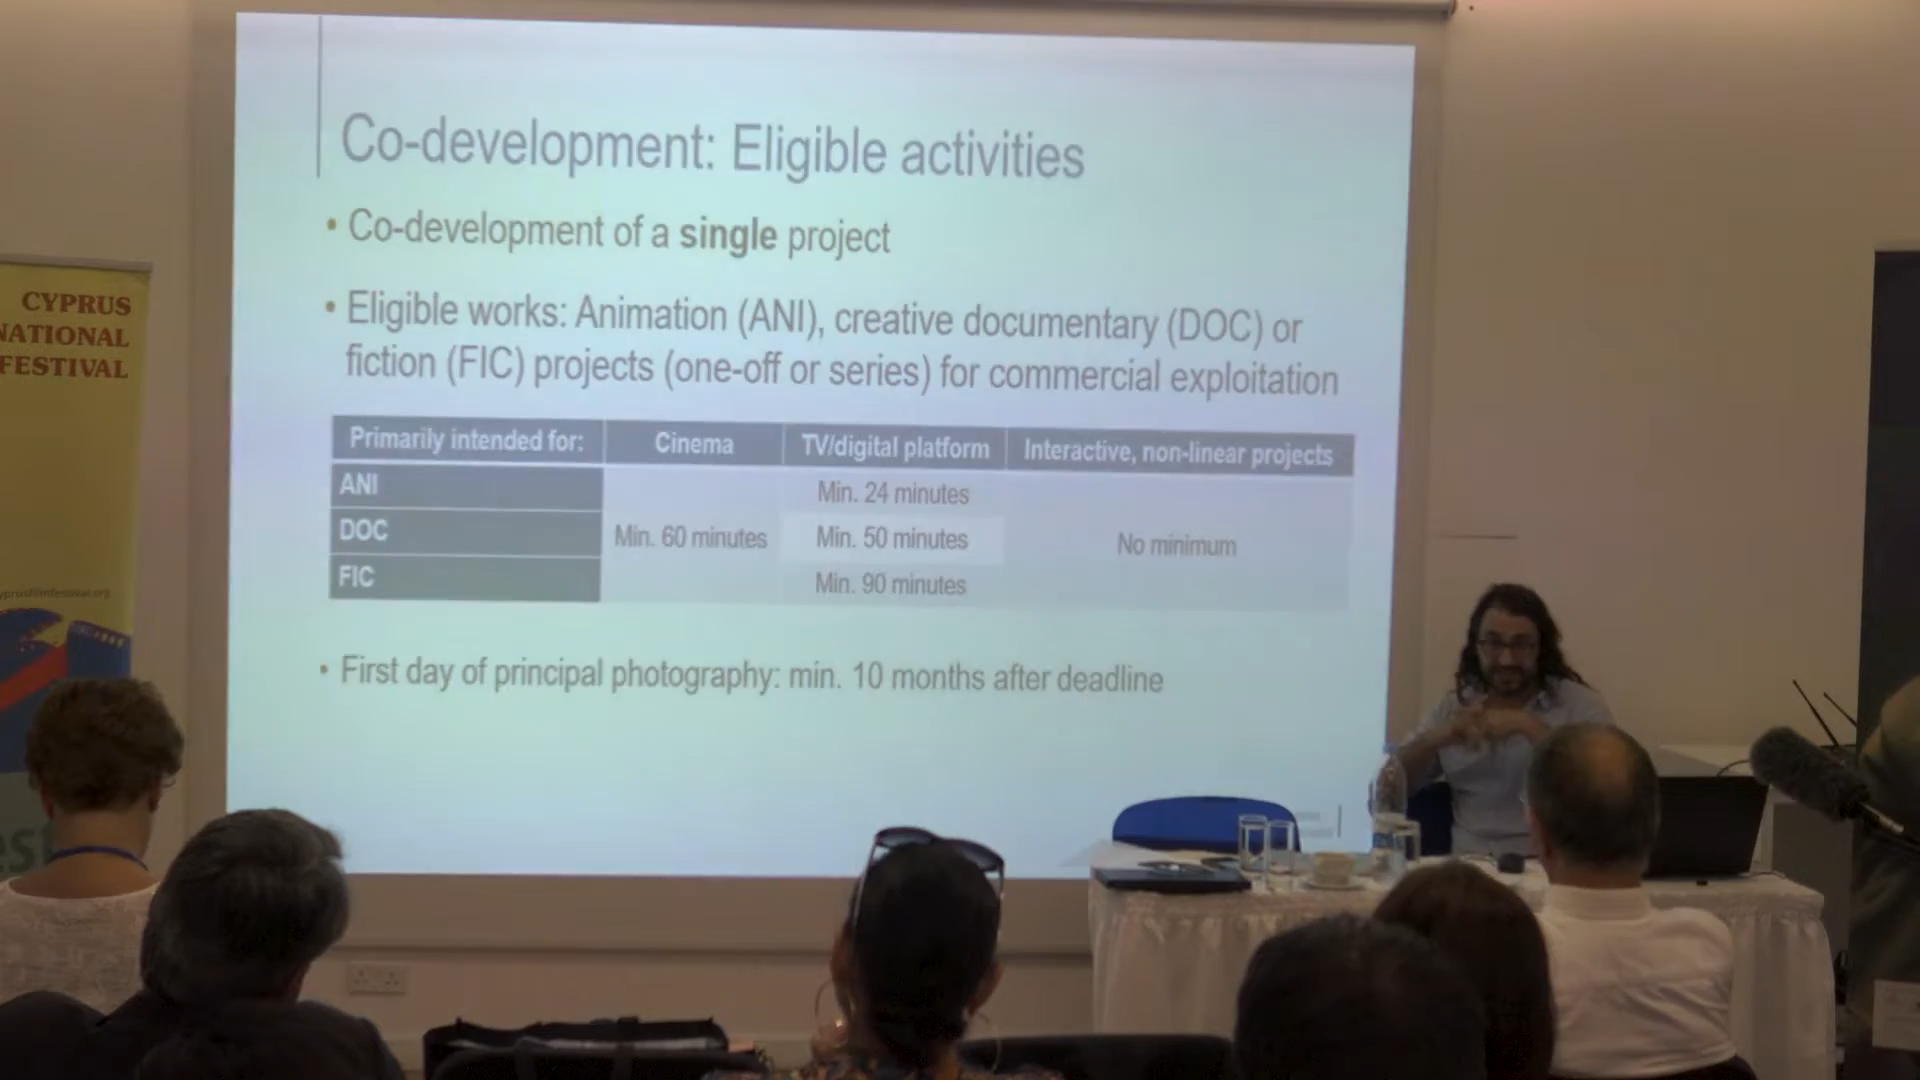 Co-development: Eligible activities
• Co-development of a single project
• Eligible works: Animation (ANI), creative documentary (DOC) or
fiction (FIC) projects (one-off or series) for commercial exploitation
Primarily intended for: Cinema TV/digital platform Interactive, non-linear projects
ANI Min. 24 minutes
DOC Min. 60 minutes Min. 50 minutes No minimum
FIC Min. 90 minutes
• First day of principal photography: min. 10 months after deadline
CYPRUS
NATIONAL
FESTIVAL
yprusfilmfestival.org
es